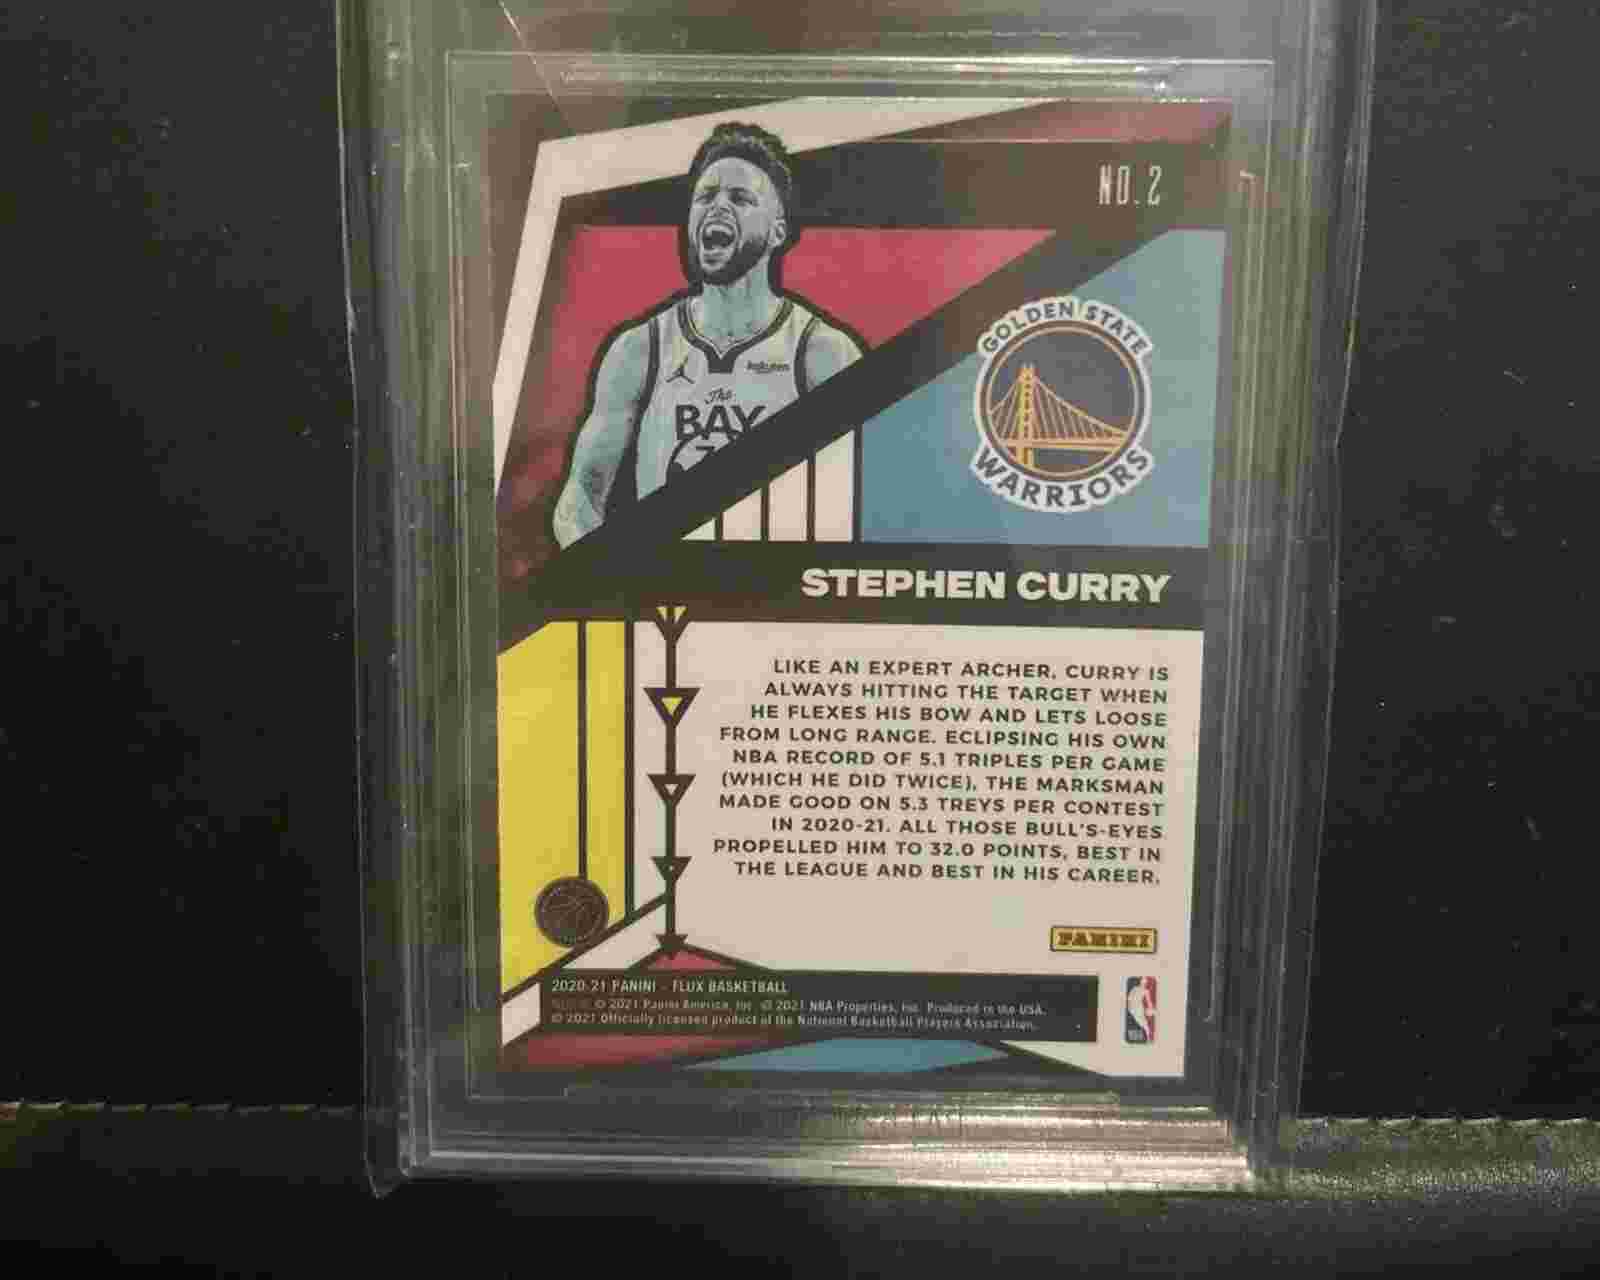 NO.2
GOLDEN STATE
WARRIORS
Rakuten
The
BAY
STEPHEN CURRY
LIKE AN EXPERT ARCHER, CURRY IS
ALWAYS HITTING THE TARGET WHEN
HE FLEXES HIS BOW AND LETS LOOSE
FROM LONG RANGE. ECLIPSING HIS OWN
NBA RECORD OF 5.1 TRIPLES PER GAME
(WHICH HE DID TWICE), THE MARKSMAN
MADE GOOD ON 5.3 TREYS PER CONTEST
IN 2020-21. ALL THOSE BULL'S-EYES
PROPELLED HIM TO 32.0 POINTS, BEST IN
THE LEAGUE AND BEST IN HIS CAREER.
PANINI
2020-21 PANINI - FLUX BASKETBALL
© 2021 Panini America, Inc. © 2021 NBA Properties, Inc. Produced in the USA.
© 2021 Officially licensed product of the National Basketball Players Association.
NBA